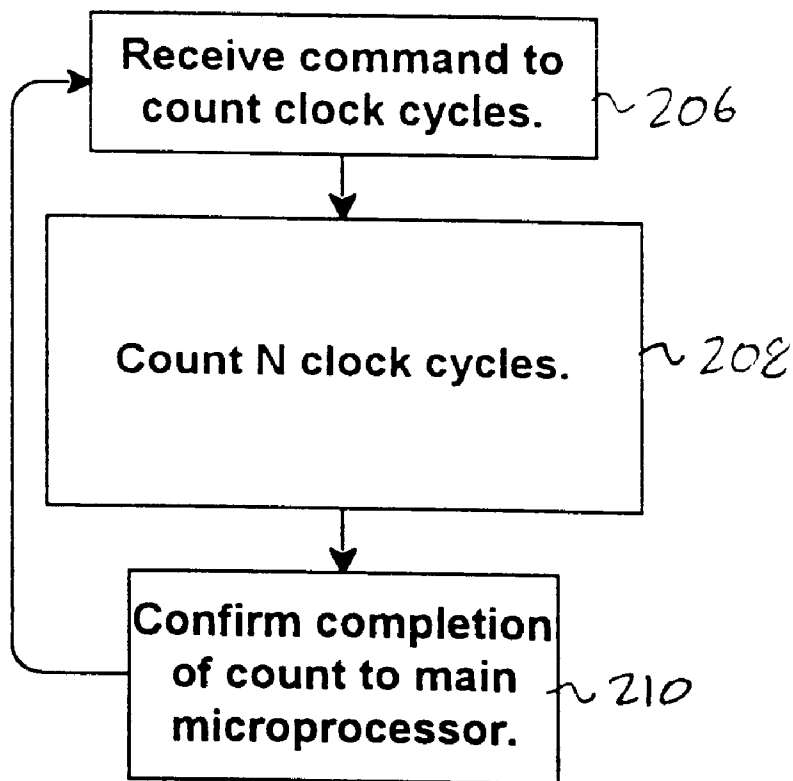 Receive command to
count clock cycles.
206
Count N clock cycles.
208
Confirm completion
of count to main
microprocessor.
210